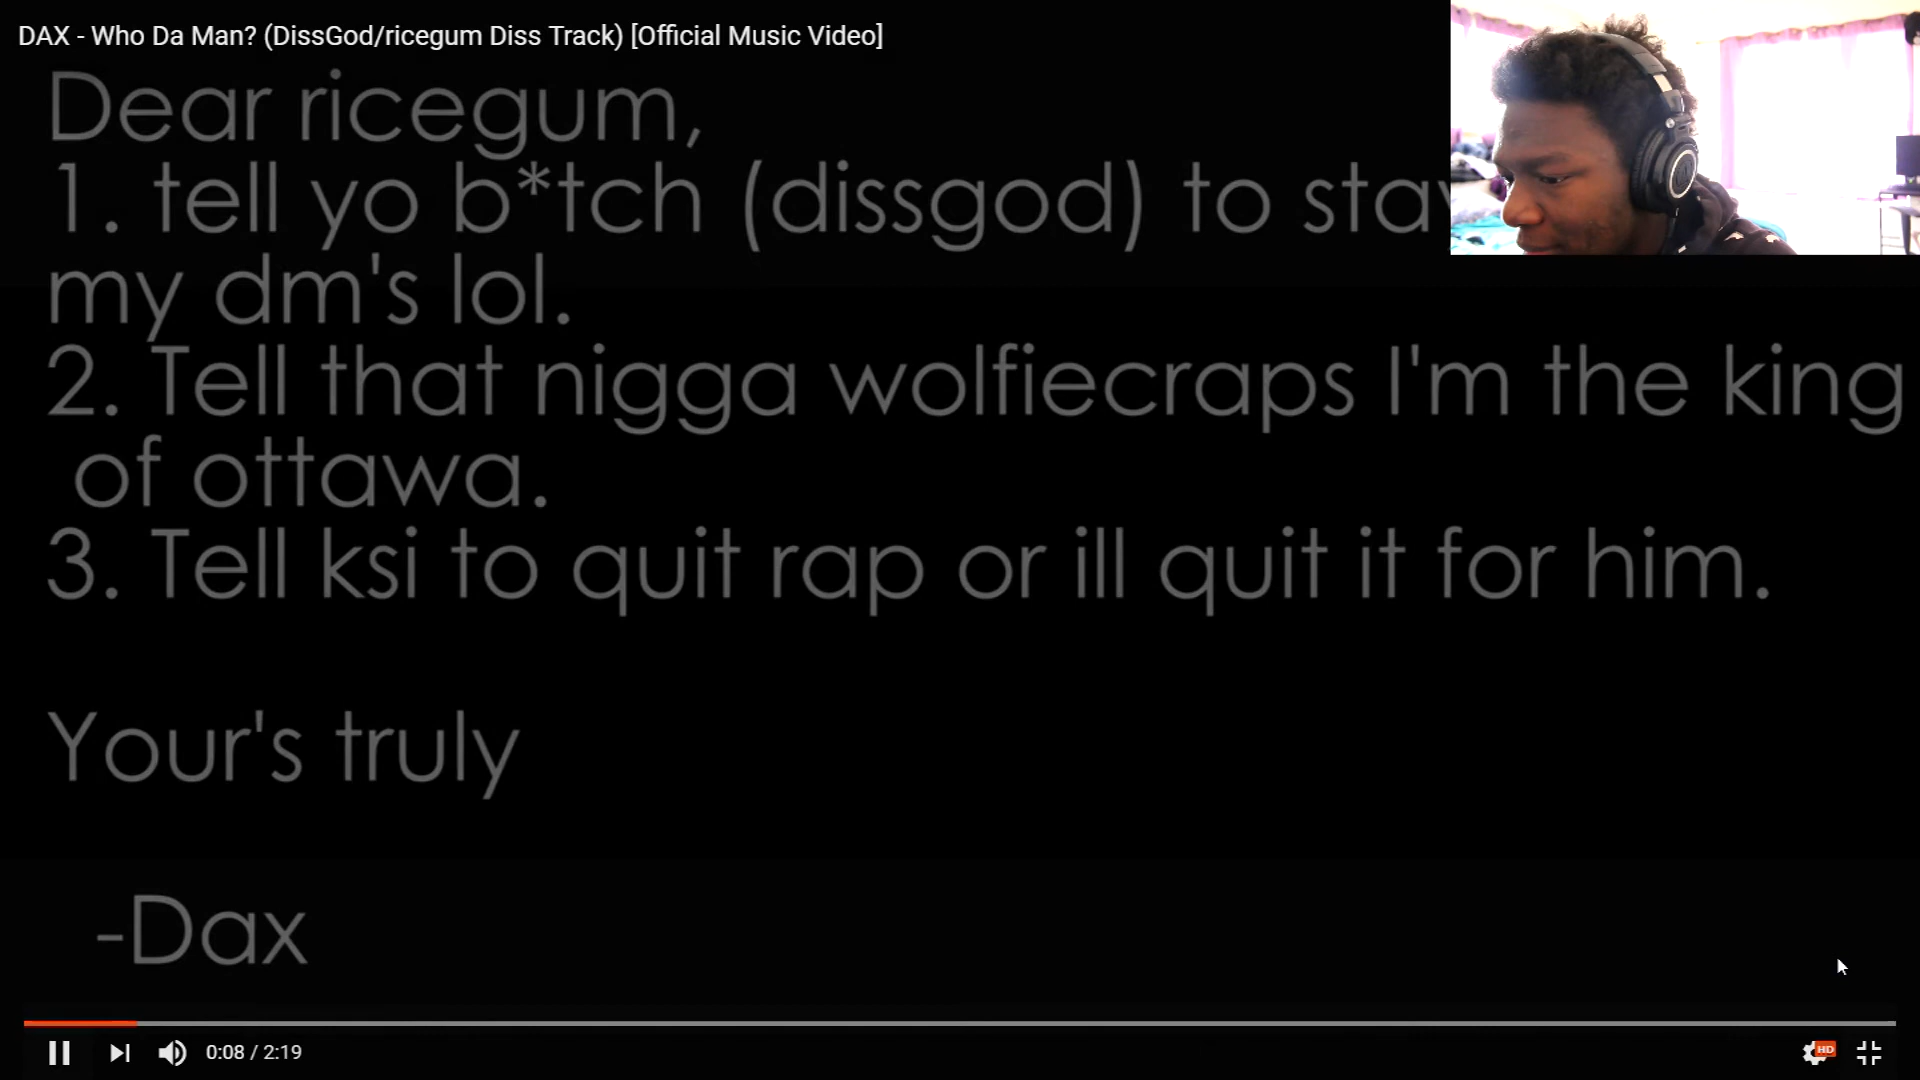 DAX - Who Da Man? (DissGod/ricegum Diss Track) [Official Music Video]
Dear ricegum,
1. tell yo b*tch (dissgod) to
my dm's lol.
2. Tell that nigga wolfiecraps I'm the king
of ottawa.
3. Tell ksi to quit rap or ill quit it for him.
Your's truly
-Dax
0:08 / 2:19
HD